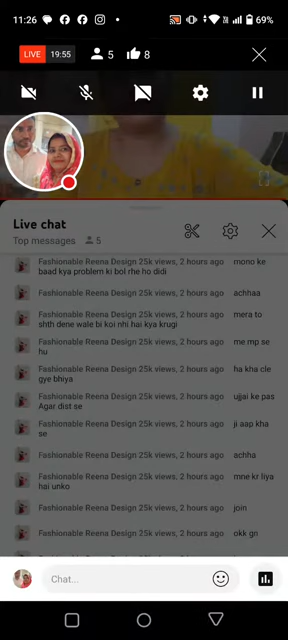 11:26
69%
LIVE 19:55 5 8
Live chat
Top messages 5
Fashionable Reena Design 25k views, 2 hours ago mono ke
baad kya problem ki bol rhe ho didi
Fashionable Reena Design 25k views, 2 hours ago achhaa
Fashionable Reena Design 25k views, 2 hours ago mera to
shth dene wale bi koi nhi hai kya krugi
Fashionable Reena Design 25k views, 2 hours ago me mp se
hu
Fashionable Reena Design 25k views, 2 hours ago ha kha cle
gye bhiya
Fashionable Reena Design 25k views, 2 hours ago ujjai ke pas
Agar dist se
Fashionable Reena Design 25k views, 2 hours ago ji aap kha
se
Fashionable Reena Design 25k views, 2 hours ago achha
Fashionable Reena Design 25k views, 2 hours ago mne kr liya
hai unko
Fashionable Reena Design 25k views, 2 hours ago join
Fashionable Reena Design 25k views, 2 hours ago okk gn
Chat...